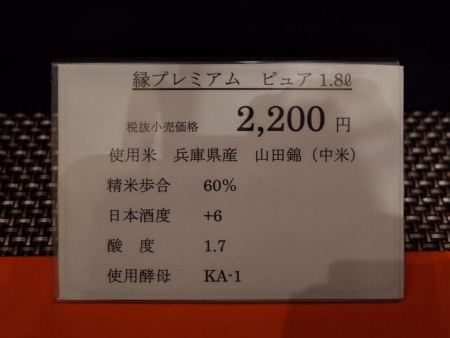 縁プレミアム　ピュア 1.8ℓ
税抜小売価格　2,200 円
使用米　兵庫県産　山田錦（中米）
精米歩合　60%
日本酒度　+6
酸　度　1.7
使用酵母　KA-1